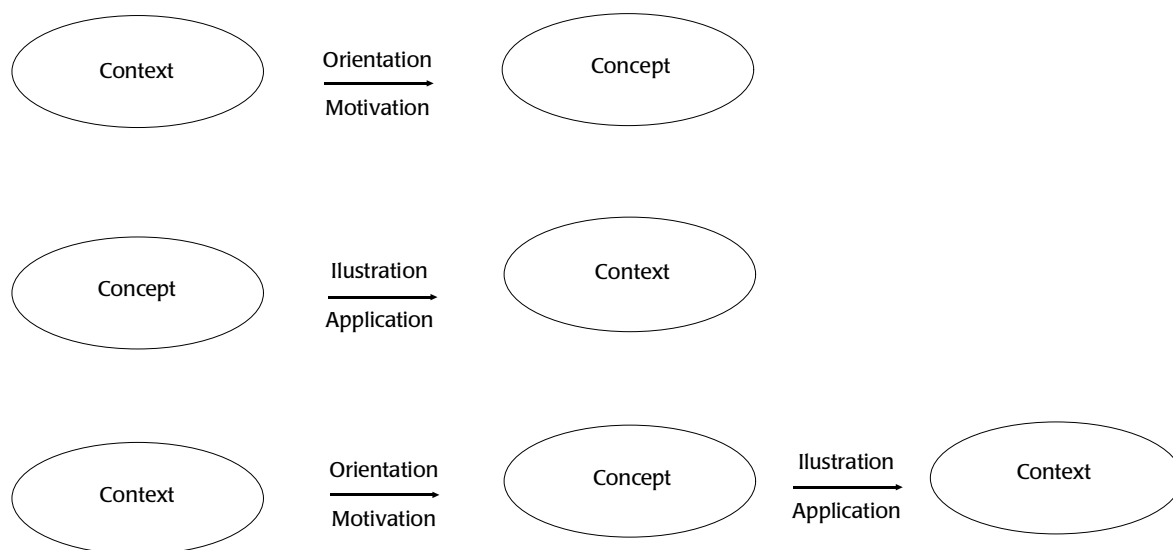 Context
Orientation
Motivation
Concept
Concept
Ilustration
Application
Context
Context
Orientation
Motivation
Concept
Ilustration
Application
Context